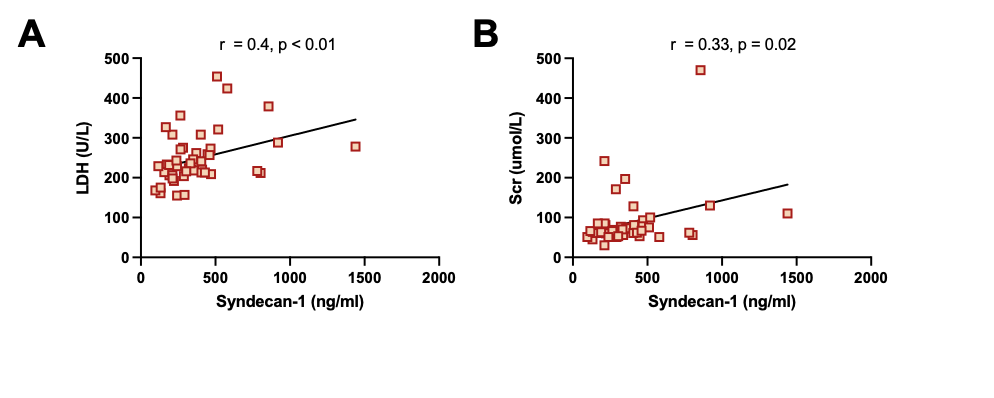 A
r = 0.4, p < 0.01
LDH (U/L)
500
400
300
200
100
0
0 500 1000 1500 2000
Syndecan-1 (ng/ml)
B
r = 0.33, p = 0.02
Scr (umol/L)
500
400
300
200
100
0
0 500 1000 1500 2000
Syndecan-1 (ng/ml)